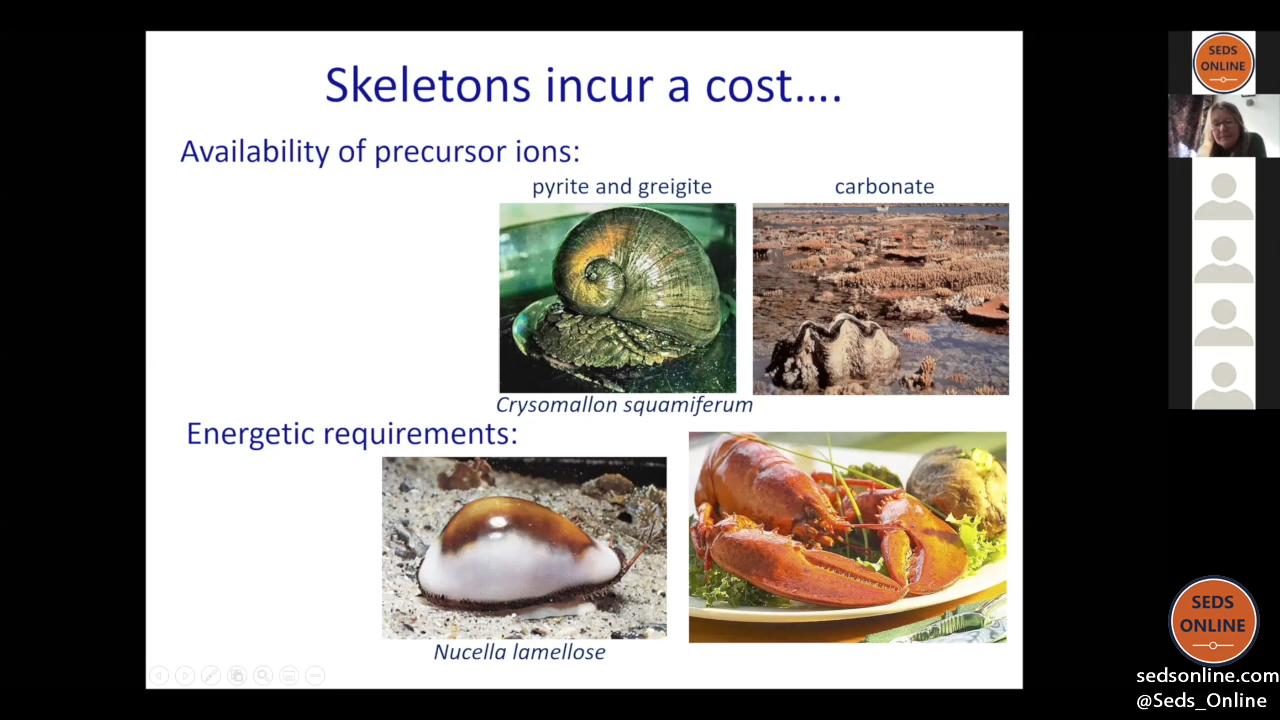 Skeletons incur a cost….
Availability of precursor ions:
pyrite and greigite
carbonate
Crysomallon squamiferum
Energetic requirements:
Nucella lamellose
SEDS
ONLINE
SEDS
ONLINE
sedsonline.com
@Seds_Online